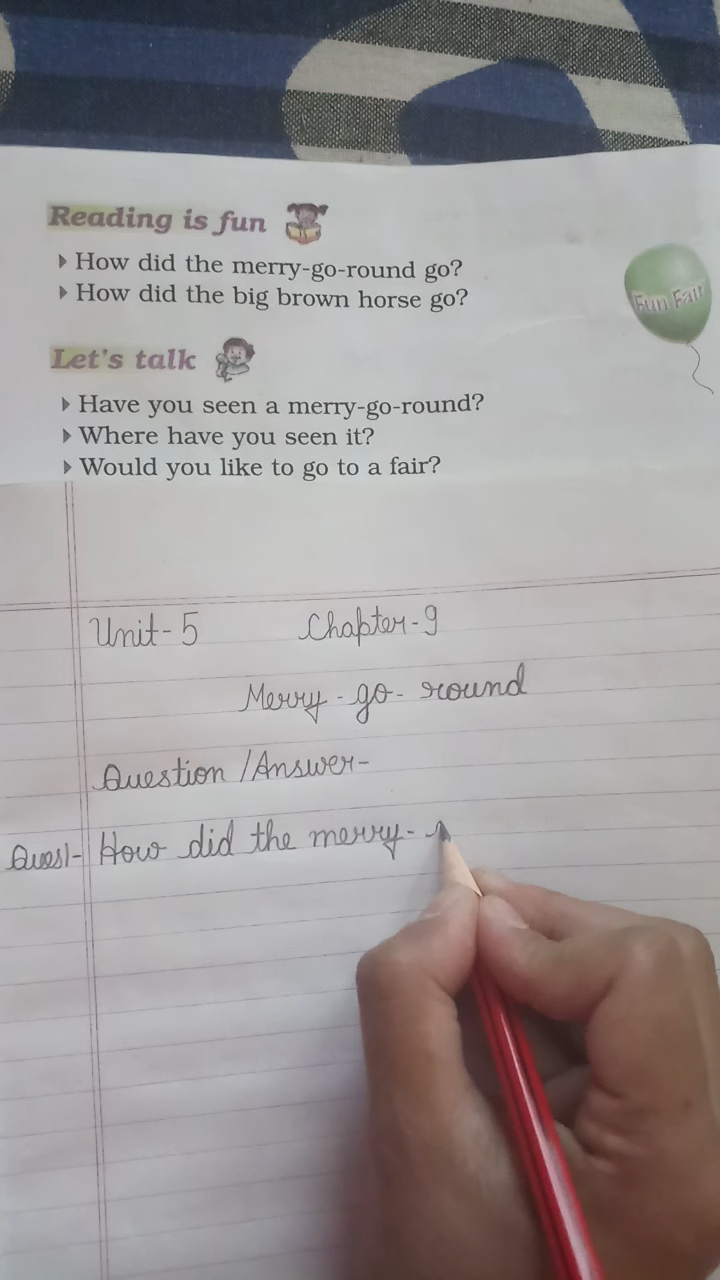 Reading is fun
How did the merry-go-round go?
How did the big brown horse go?
Fun Fair
Let's talk
Have you seen a merry-go-round?
Where have you seen it?
Would you like to go to a fair?
Unit-5 Chapter-9
Merry-go-round
Question/Answer-
Ques1- How did the merry-